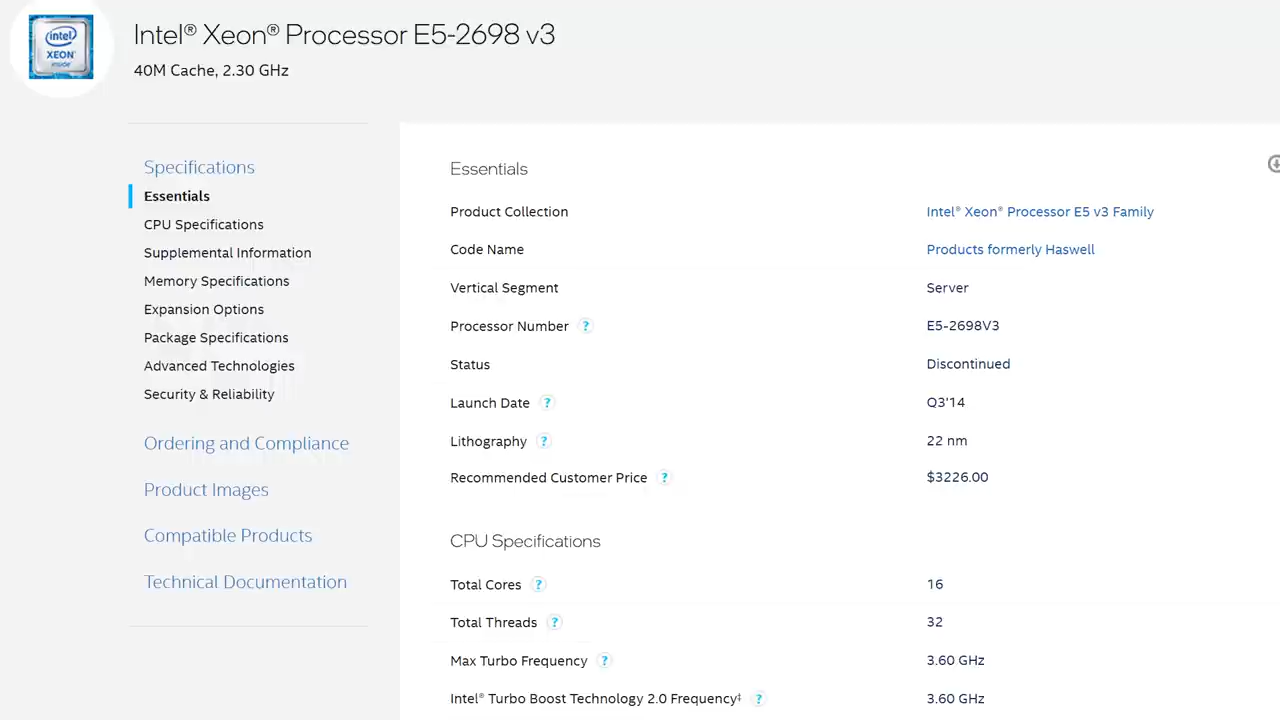 intel
XEON
inside
Intel® Xeon® Processor E5-2698 v3
40M Cache, 2.30 GHz
Specifications
Essentials
CPU Specifications
Supplemental Information
Memory Specifications
Expansion Options
Package Specifications
Advanced Technologies
Security & Reliability
Ordering and Compliance
Product Images
Compatible Products
Technical Documentation
Essentials
Product Collection Intel® Xeon® Processor E5 v3 Family
Code Name Products formerly Haswell
Vertical Segment Server
Processor Number ? E5-2698V3
Status Discontinued
Launch Date ? Q3'14
Lithography ? 22 nm
Recommended Customer Price ? $3226.00
CPU Specifications
Total Cores ? 16
Total Threads ? 32
Max Turbo Frequency ? 3.60 GHz
Intel® Turbo Boost Technology 2.0 Frequency‡ ? 3.60 GHz